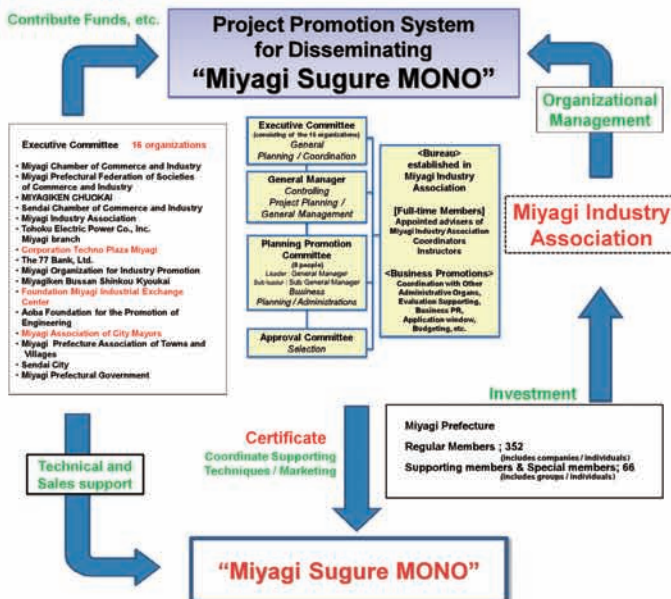 Contribute Funds, etc.
Project Promotion System
for Disseminating
“Miyagi Sugure MONO”
Organizational
Management
Executive Committee 16 organizations
• Miyagi Chamber of Commerce and Industry
• Miyagi Prefectural Federation of Societies
of Commerce and Industry
• MIYAGIKEN CHUOKAI
• Sendai Chamber of Commerce and Industry
• Miyagi Industry Association
• Tohoku Electric Power Co., Inc.
Miyagi branch
• Corporation Techno Plaza Miyagi
• The 77 Bank, Ltd.
• Miyagi Organization for Industry Promotion
• Miyagiken Bussan Shinkou Kyoukai
• Foundation Miyagi Industrial Exchange
Center
• Aoba Foundation for the Promotion of
Engineering
• Miyagi Association of City Mayors
• Miyagi Prefecture Association of Towns and
Villages
• Sendai City
• Miyagi Prefectural Government
Executive Committee
(consisting of the 16 organizations)
General
Planning / Coordination
General Manager
Controlling
Project Planning /
General Management
Planning Promotion
Committee
(8 people)
Leader : General Manager
Sub leader : Sub General Manager
Business
Planning / Administrations
Approval Committee
Selection
<Bureau>
established in
Miyagi Industry
Association
[Full-time Members]
Appointed advisers of
Miyagi Industry Association
Coordinators
Instructors
<Business Promotions>
Coordination with Other
Administrative Organs,
Evaluation Supporting,
Business PR,
Application window,
Budgeting, etc.
Miyagi Industry
Association
Investment
Miyagi Prefecture
Regular Members ; 352
(includes companies / individuals)
Supporting members & Special members; 66
(includes groups / individuals)
Certificate
Coordinate Supporting
Techniques / Marketing
Technical and
Sales support
“Miyagi Sugure MONO”